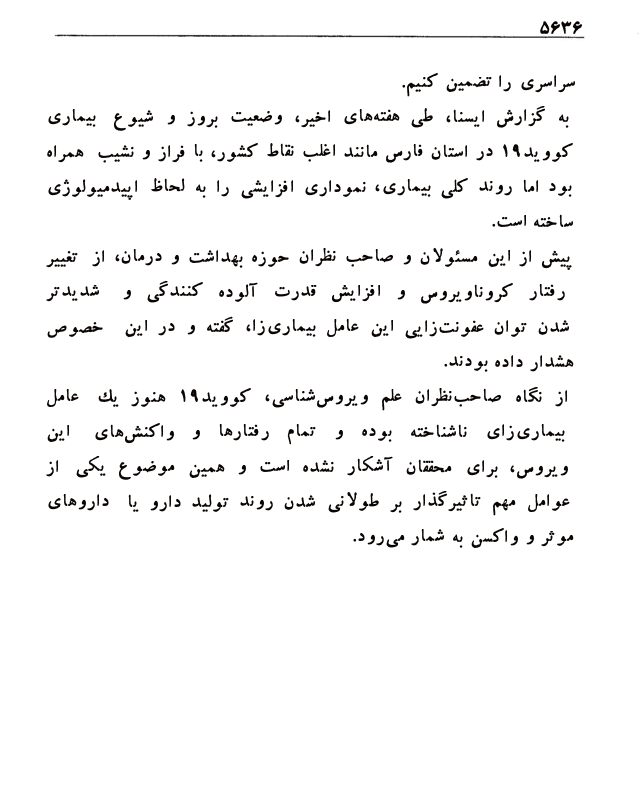 ۵۶۳۶
سراسری را تضمین کنیم.
به گزارش ایسنا، طی هفته‌های اخیر، وضعیت بروز و شیوع بیماری
کووید۱۹ در استان فارس مانند اغلب نقاط کشور، با فراز و نشیب همراه
بود اما روند کلی بیماری، نموداری افزایشی را به لحاظ اپیدمیولوژی
ساخته است.
پیش از این مسئولان و صاحب نظران حوزه بهداشت و درمان، از تغییر
رفتار کروناویروس و افزایش قدرت آلوده کنندگی و شدیدتر
شدن توان عفونت‌زایی این عامل بیماری‌زا، گفته و در این خصوص
هشدار داده بودند.
از نگاه صاحب‌نظران علم ویروس‌شناسی، کووید۱۹ هنوز یك عامل
بیماری‌زای ناشناخته بوده و تمام رفتارها و واکنش‌های این
ویروس، برای محققان آشکار نشده است و همین موضوع یکی از
عوامل مهم تاثیرگذار بر طولانی شدن روند تولید دارو یا داروهای
موثر و واکسن به شمار می‌رود.